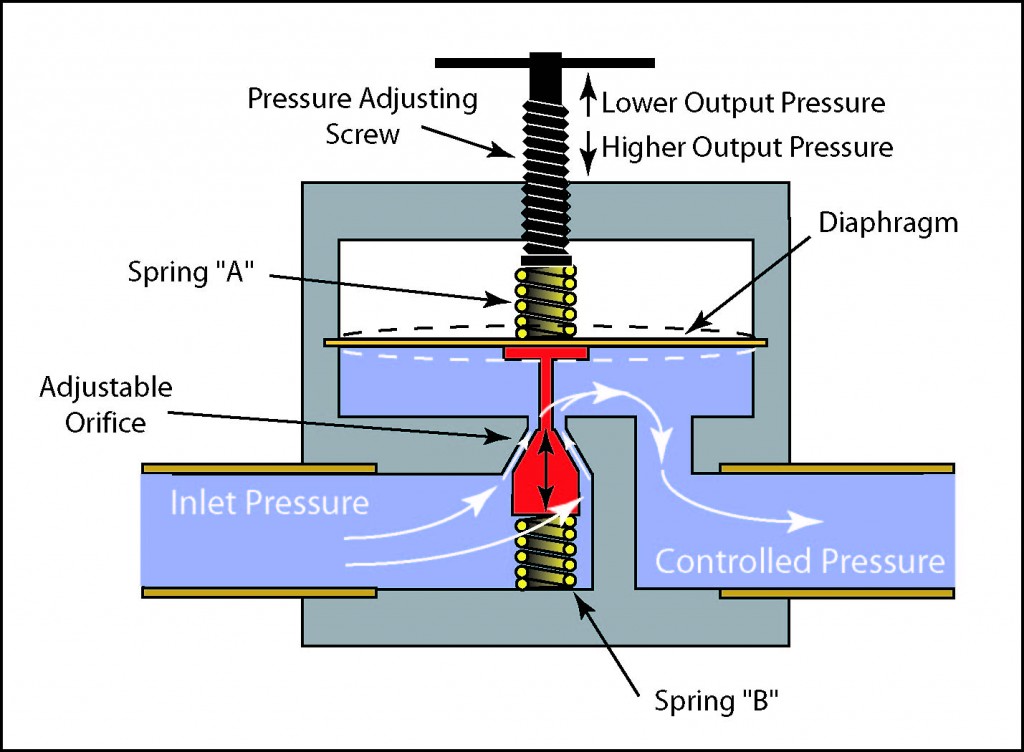 Pressure Adjusting
Screw
Lower Output Pressure
Higher Output Pressure
Diaphragm
Spring "A"
Adjustable
Orifice
Inlet Pressure
Controlled Pressure
Spring "B"